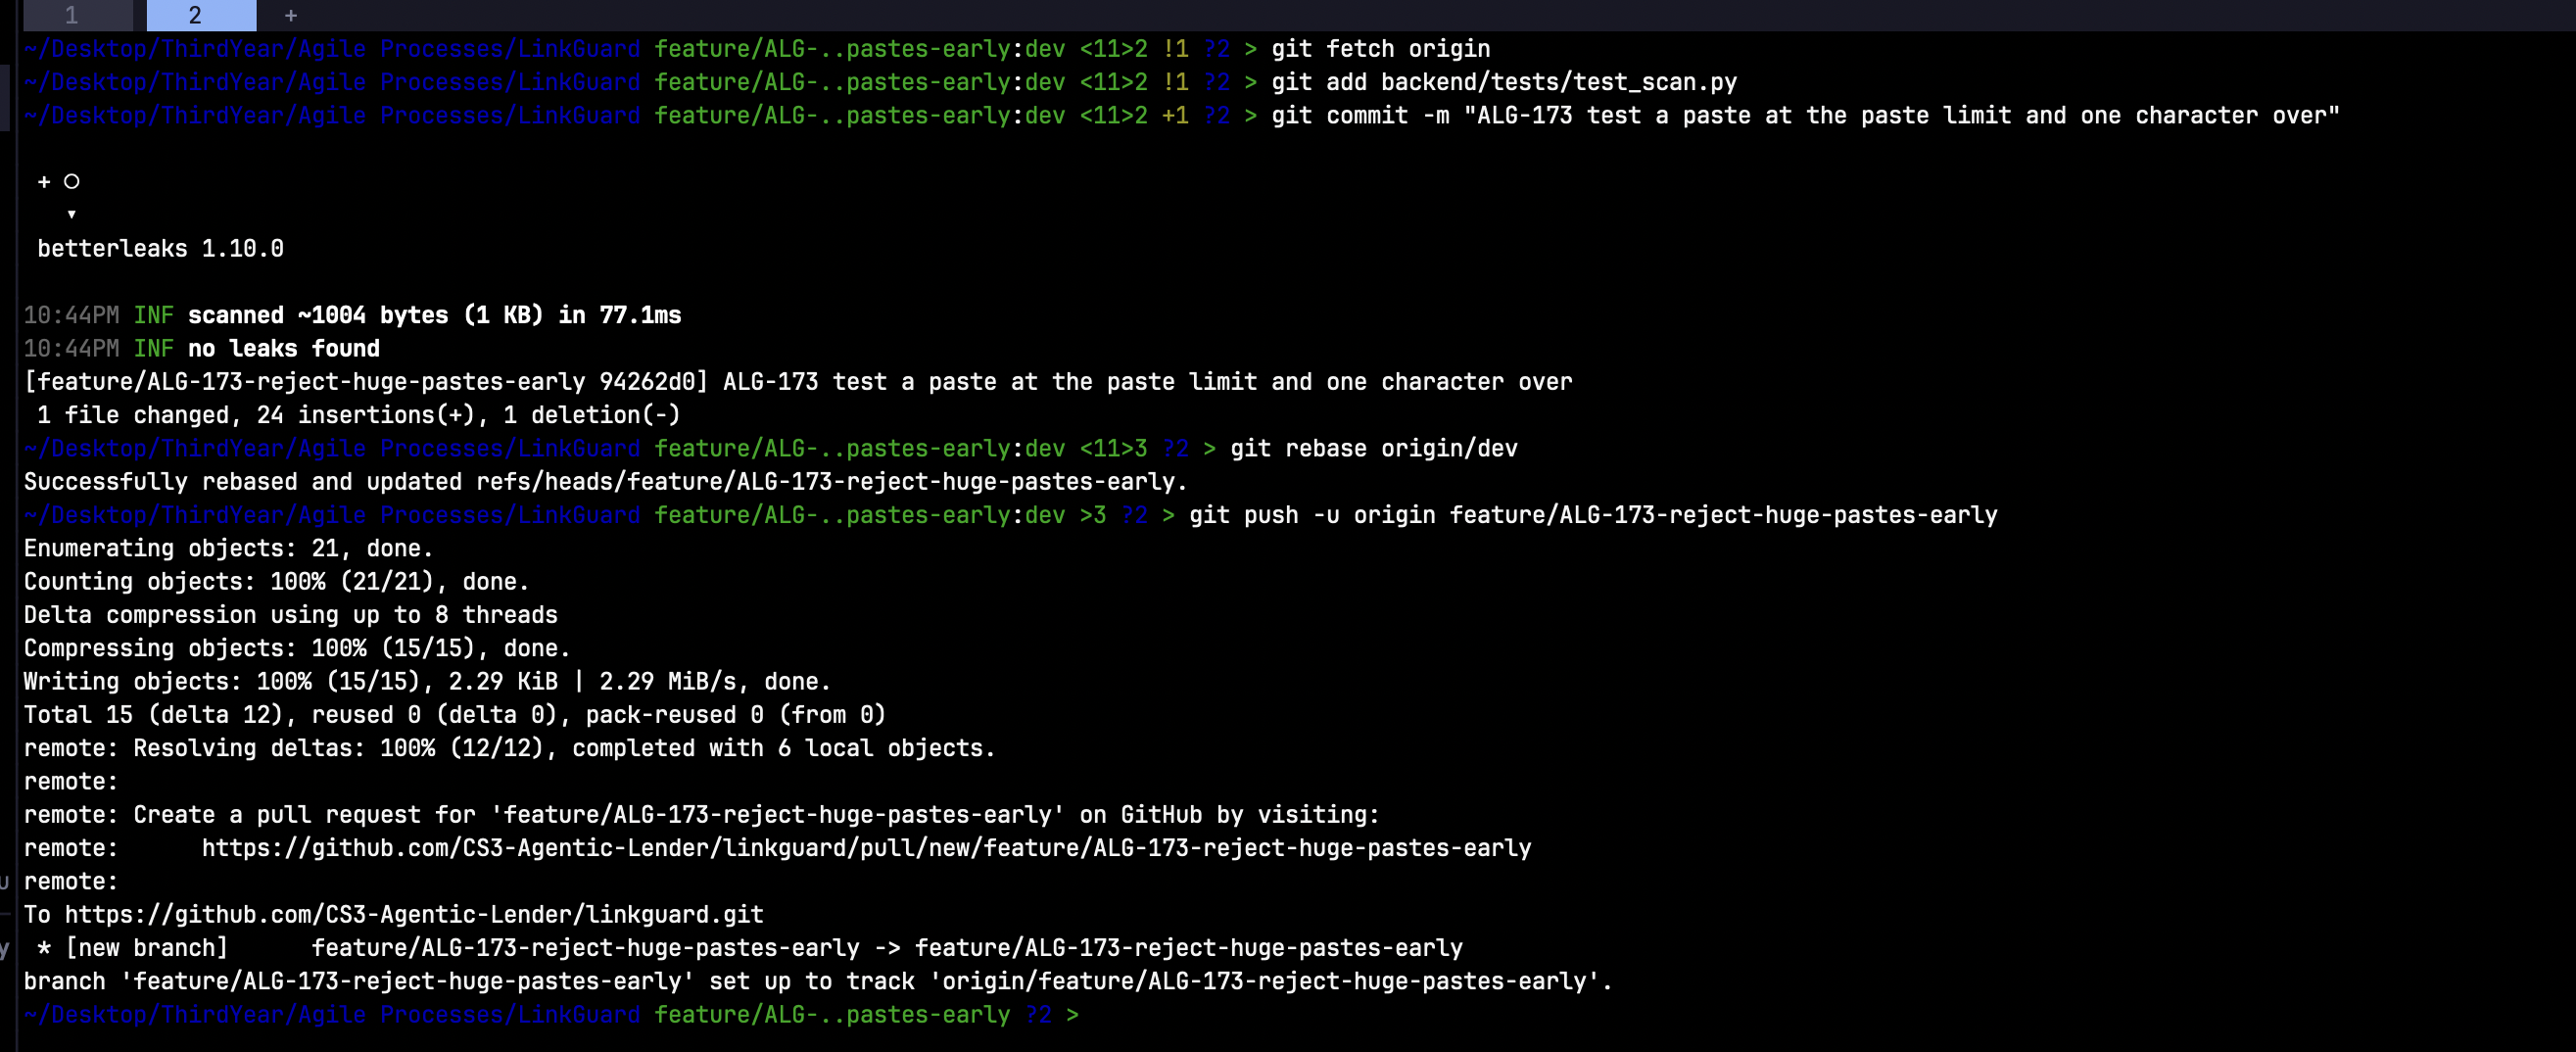 1 2 +
~/Desktop/ThirdYear/Agile Processes/LinkGuard feature/ALG-..pastes-early:dev <11>2 !1 ?2 > git fetch origin
~/Desktop/ThirdYear/Agile Processes/LinkGuard feature/ALG-..pastes-early:dev <11>2 !1 ?2 > git add backend/tests/test_scan.py
~/Desktop/ThirdYear/Agile Processes/LinkGuard feature/ALG-..pastes-early:dev <11>2 +1 ?2 > git commit -m "ALG-173 test a paste at the paste limit and one character over"
+ ○
▾
betterleaks 1.10.0
10:44PM INF scanned ~1004 bytes (1 KB) in 77.1ms
10:44PM INF no leaks found
[feature/ALG-173-reject-huge-pastes-early 94262d0] ALG-173 test a paste at the paste limit and one character over
1 file changed, 24 insertions(+), 1 deletion(-)
~/Desktop/ThirdYear/Agile Processes/LinkGuard feature/ALG-..pastes-early:dev <11>3 ?2 > git rebase origin/dev
Successfully rebased and updated refs/heads/feature/ALG-173-reject-huge-pastes-early.
~/Desktop/ThirdYear/Agile Processes/LinkGuard feature/ALG-..pastes-early:dev >3 ?2 > git push -u origin feature/ALG-173-reject-huge-pastes-early
Enumerating objects: 21, done.
Counting objects: 100% (21/21), done.
Delta compression using up to 8 threads
Compressing objects: 100% (15/15), done.
Writing objects: 100% (15/15), 2.29 KiB | 2.29 MiB/s, done.
Total 15 (delta 12), reused 0 (delta 0), pack-reused 0 (from 0)
remote: Resolving deltas: 100% (12/12), completed with 6 local objects.
remote:
remote: Create a pull request for 'feature/ALG-173-reject-huge-pastes-early' on GitHub by visiting:
remote:      https://github.com/CS3-Agentic-Lender/linkguard/pull/new/feature/ALG-173-reject-huge-pastes-early
remote:
To https://github.com/CS3-Agentic-Lender/linkguard.git
* [new branch]      feature/ALG-173-reject-huge-pastes-early -> feature/ALG-173-reject-huge-pastes-early
branch 'feature/ALG-173-reject-huge-pastes-early' set up to track 'origin/feature/ALG-173-reject-huge-pastes-early'.
~/Desktop/ThirdYear/Agile Processes/LinkGuard feature/ALG-..pastes-early ?2 >